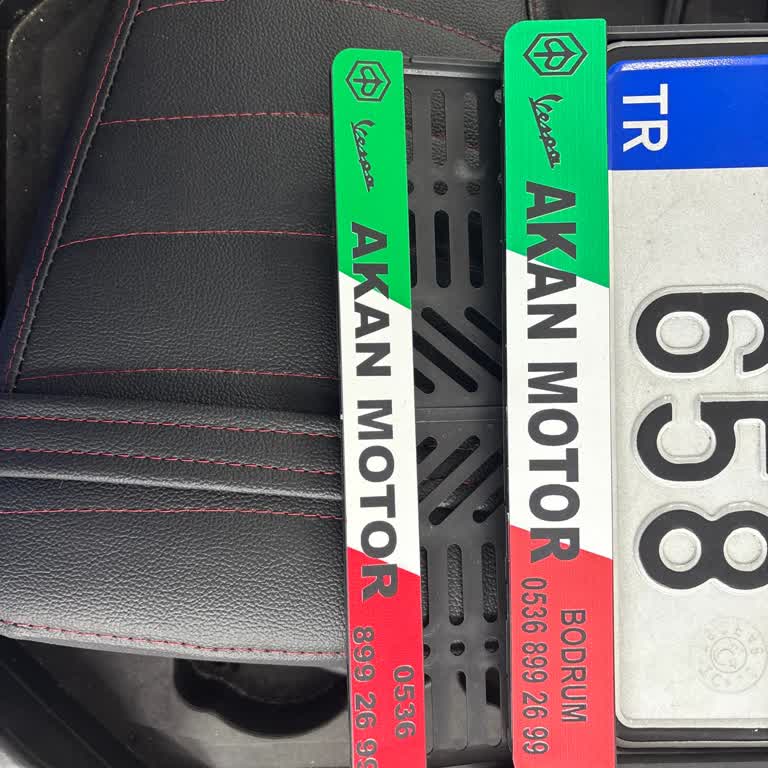 Vespa
AKAN MOTOR
0536
899 26 99
Vespa
AKAN MOTOR
BODRUM
0536 899 26 99
TR
658